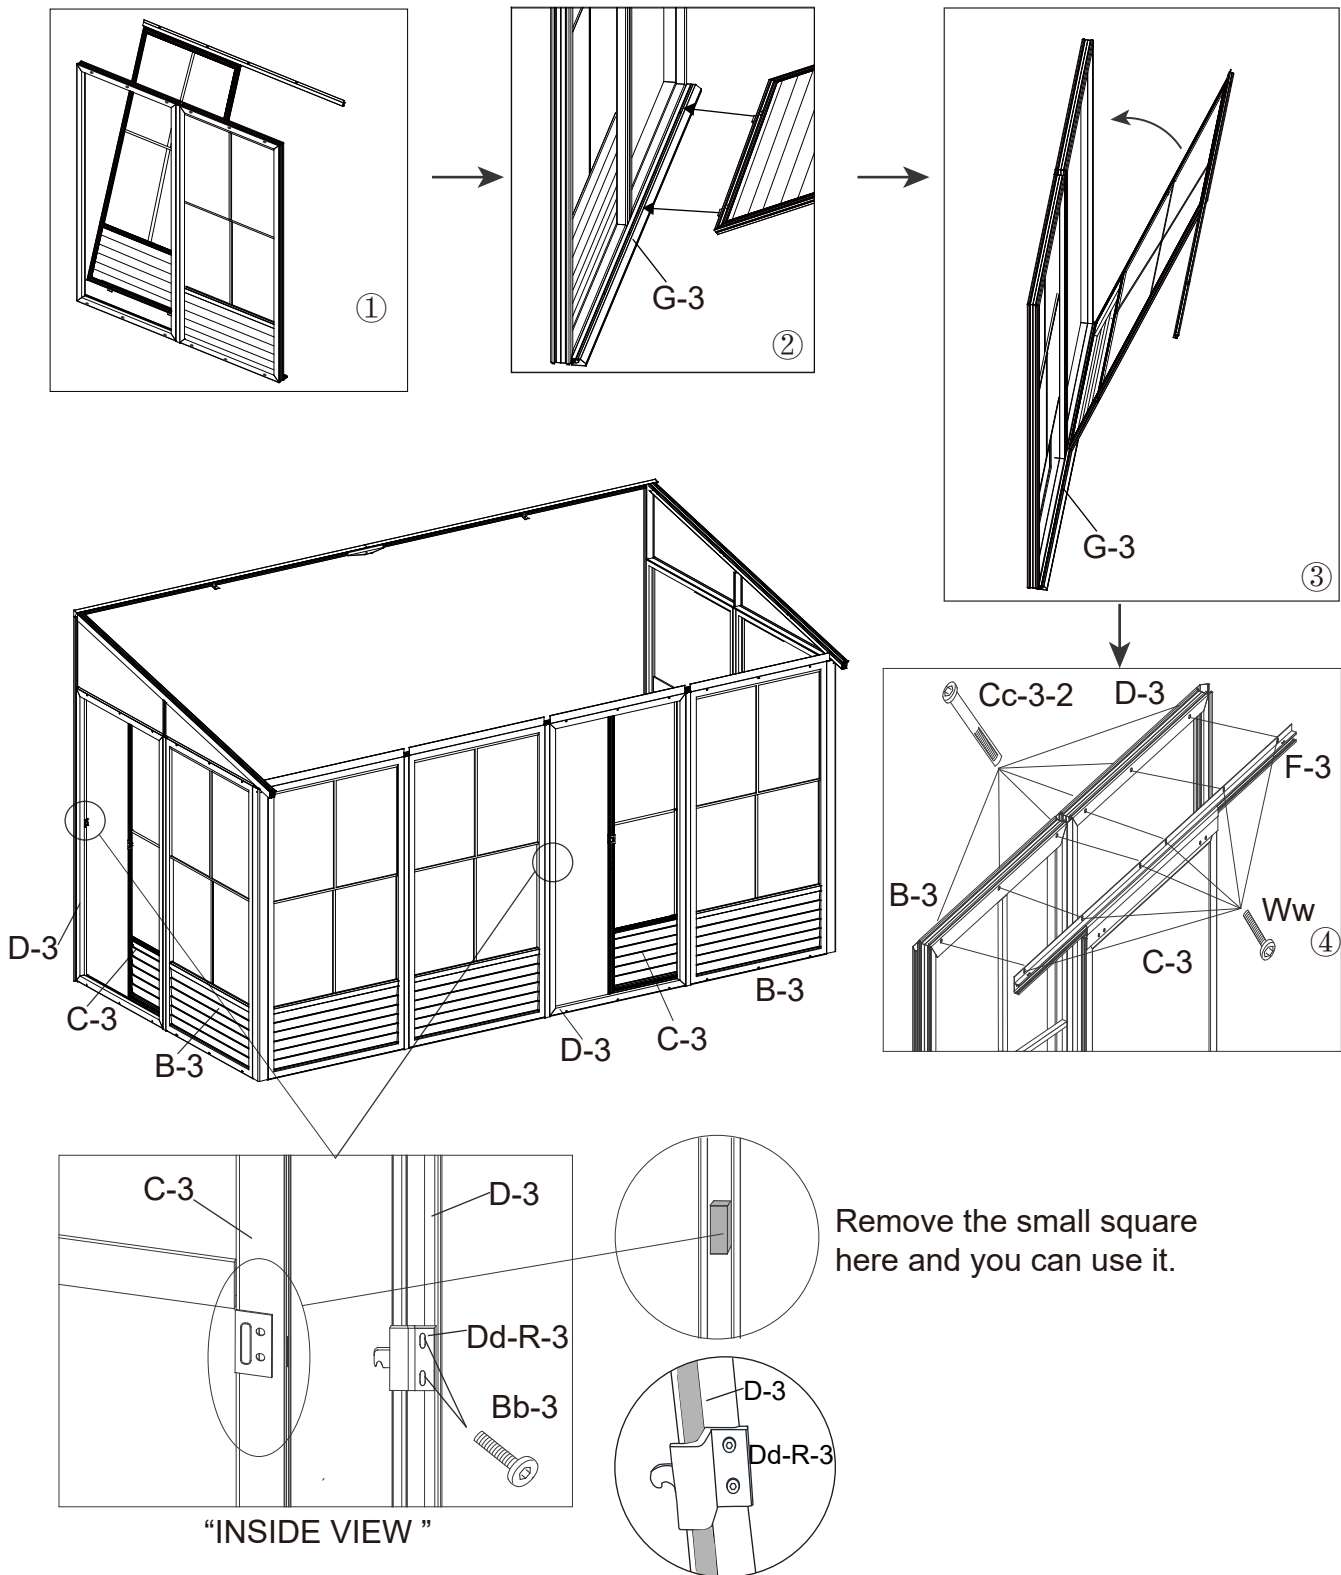 ①
G-3
②
G-3
③
Cc-3-2
D-3
F-3
B-3
Ww
C-3
④
D-3
C-3
B-3
D-3
C-3
B-3
C-3
D-3
Dd-R-3
Bb-3
“INSIDE VIEW ”
Remove the small square
here and you can use it.
D-3
Dd-R-3